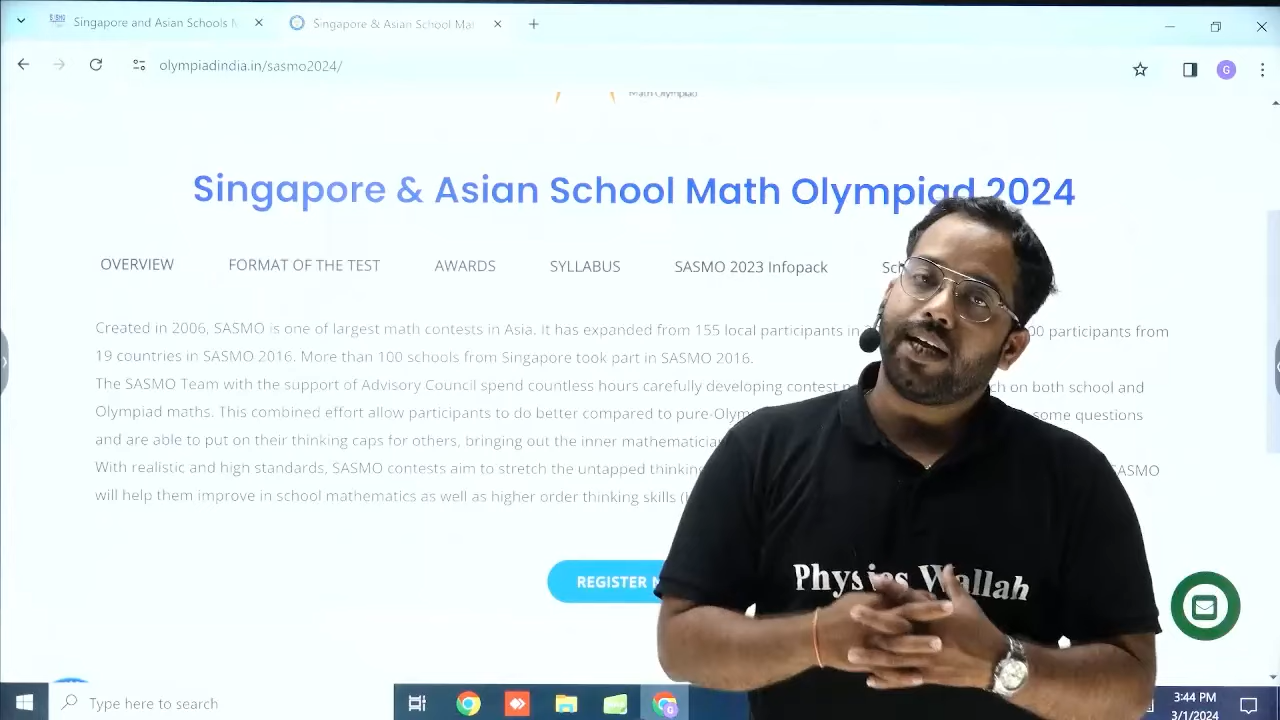 Singapore and Asian Schools
Singapore & Asian School Mat
olympiadindia.in/sasmo2024/
G
Math Olympiad
Singapore & Asian School Math Olympiad 2024
OVERVIEW
FORMAT OF THE TEST
AWARDS
SYLLABUS
SASMO 2023 Infopack
Created in 2006, SASMO is one of largest math contests in Asia. It has expanded from 155 local participants in 00 participants from
19 countries in SASMO 2016. More than 100 schools from Singapore took part in SASMO 2016.
The SASMO Team with the support of Advisory Council spend countless hours carefully developing contest on both school and
Olympiad maths. This combined effort allow participants to do better compared to some questions
and are able to put on their thinking caps for others, bringing out the inner
With realistic and high standards, SASMO contests aim to stretch the untapped SASMO
will help them improve in school mathematics as well as higher order thinking skills
REGISTER
Physics Wallah
Type here to search
3:44 PM
3/1/2024